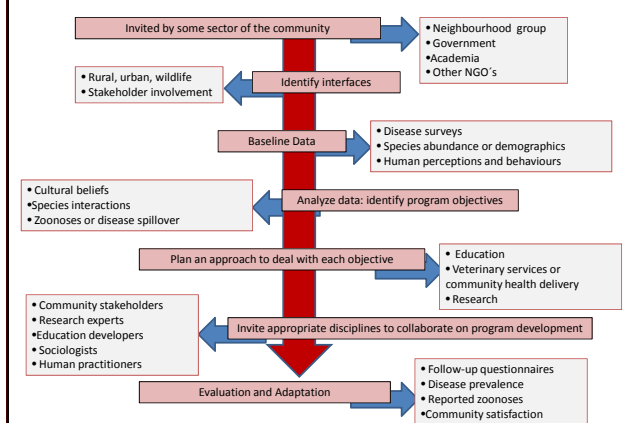 Invited by some sector of the community
• Neighbourhood group
• Government
•Academia
• Other NGO´s
• Rural, urban, wildlife
• Stakeholder involvement
Identify interfaces
Baseline Data
• Disease surveys
• Species abundance or demographics
• Human perceptions and behaviours
• Cultural beliefs
•Species interactions
• Zoonoses or disease spillover
Analyze data: identify program objectives
Plan an approach to deal with each objective
• Education
• Veterinary services or
community health delivery
• Research
• Community stakeholders
• Research experts
•Education developers
• Sociologists
• Human practitioners
Invite appropriate disciplines to collaborate on program development
Evaluation and Adaptation
• Follow-up questionnaires
• Disease prevalence
• Reported zoonoses
•Community satisfaction